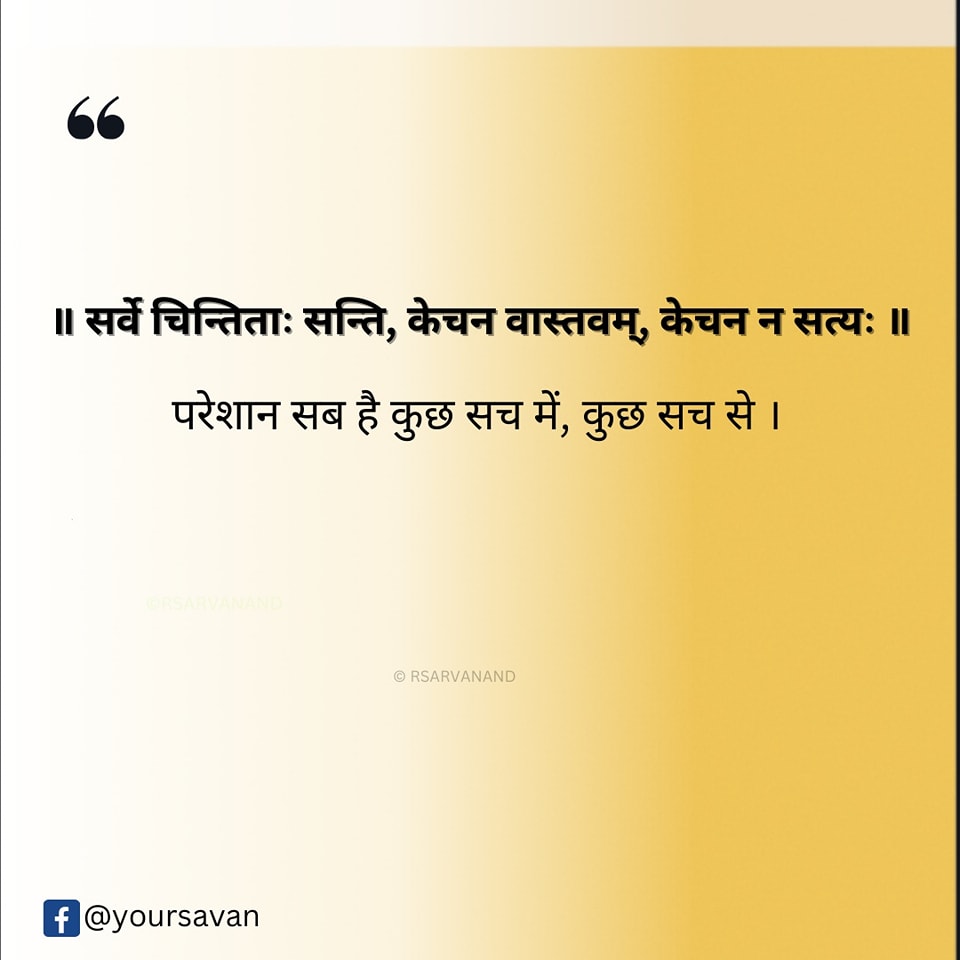 ❝
॥ सर्वे चिन्तिताः सन्ति, केचन वास्तवम्, केचन न सत्यः ॥
परेशान सब है कुछ सच में, कुछ सच से ।
©RSARVANAND
© RSARVANAND
@yoursavan